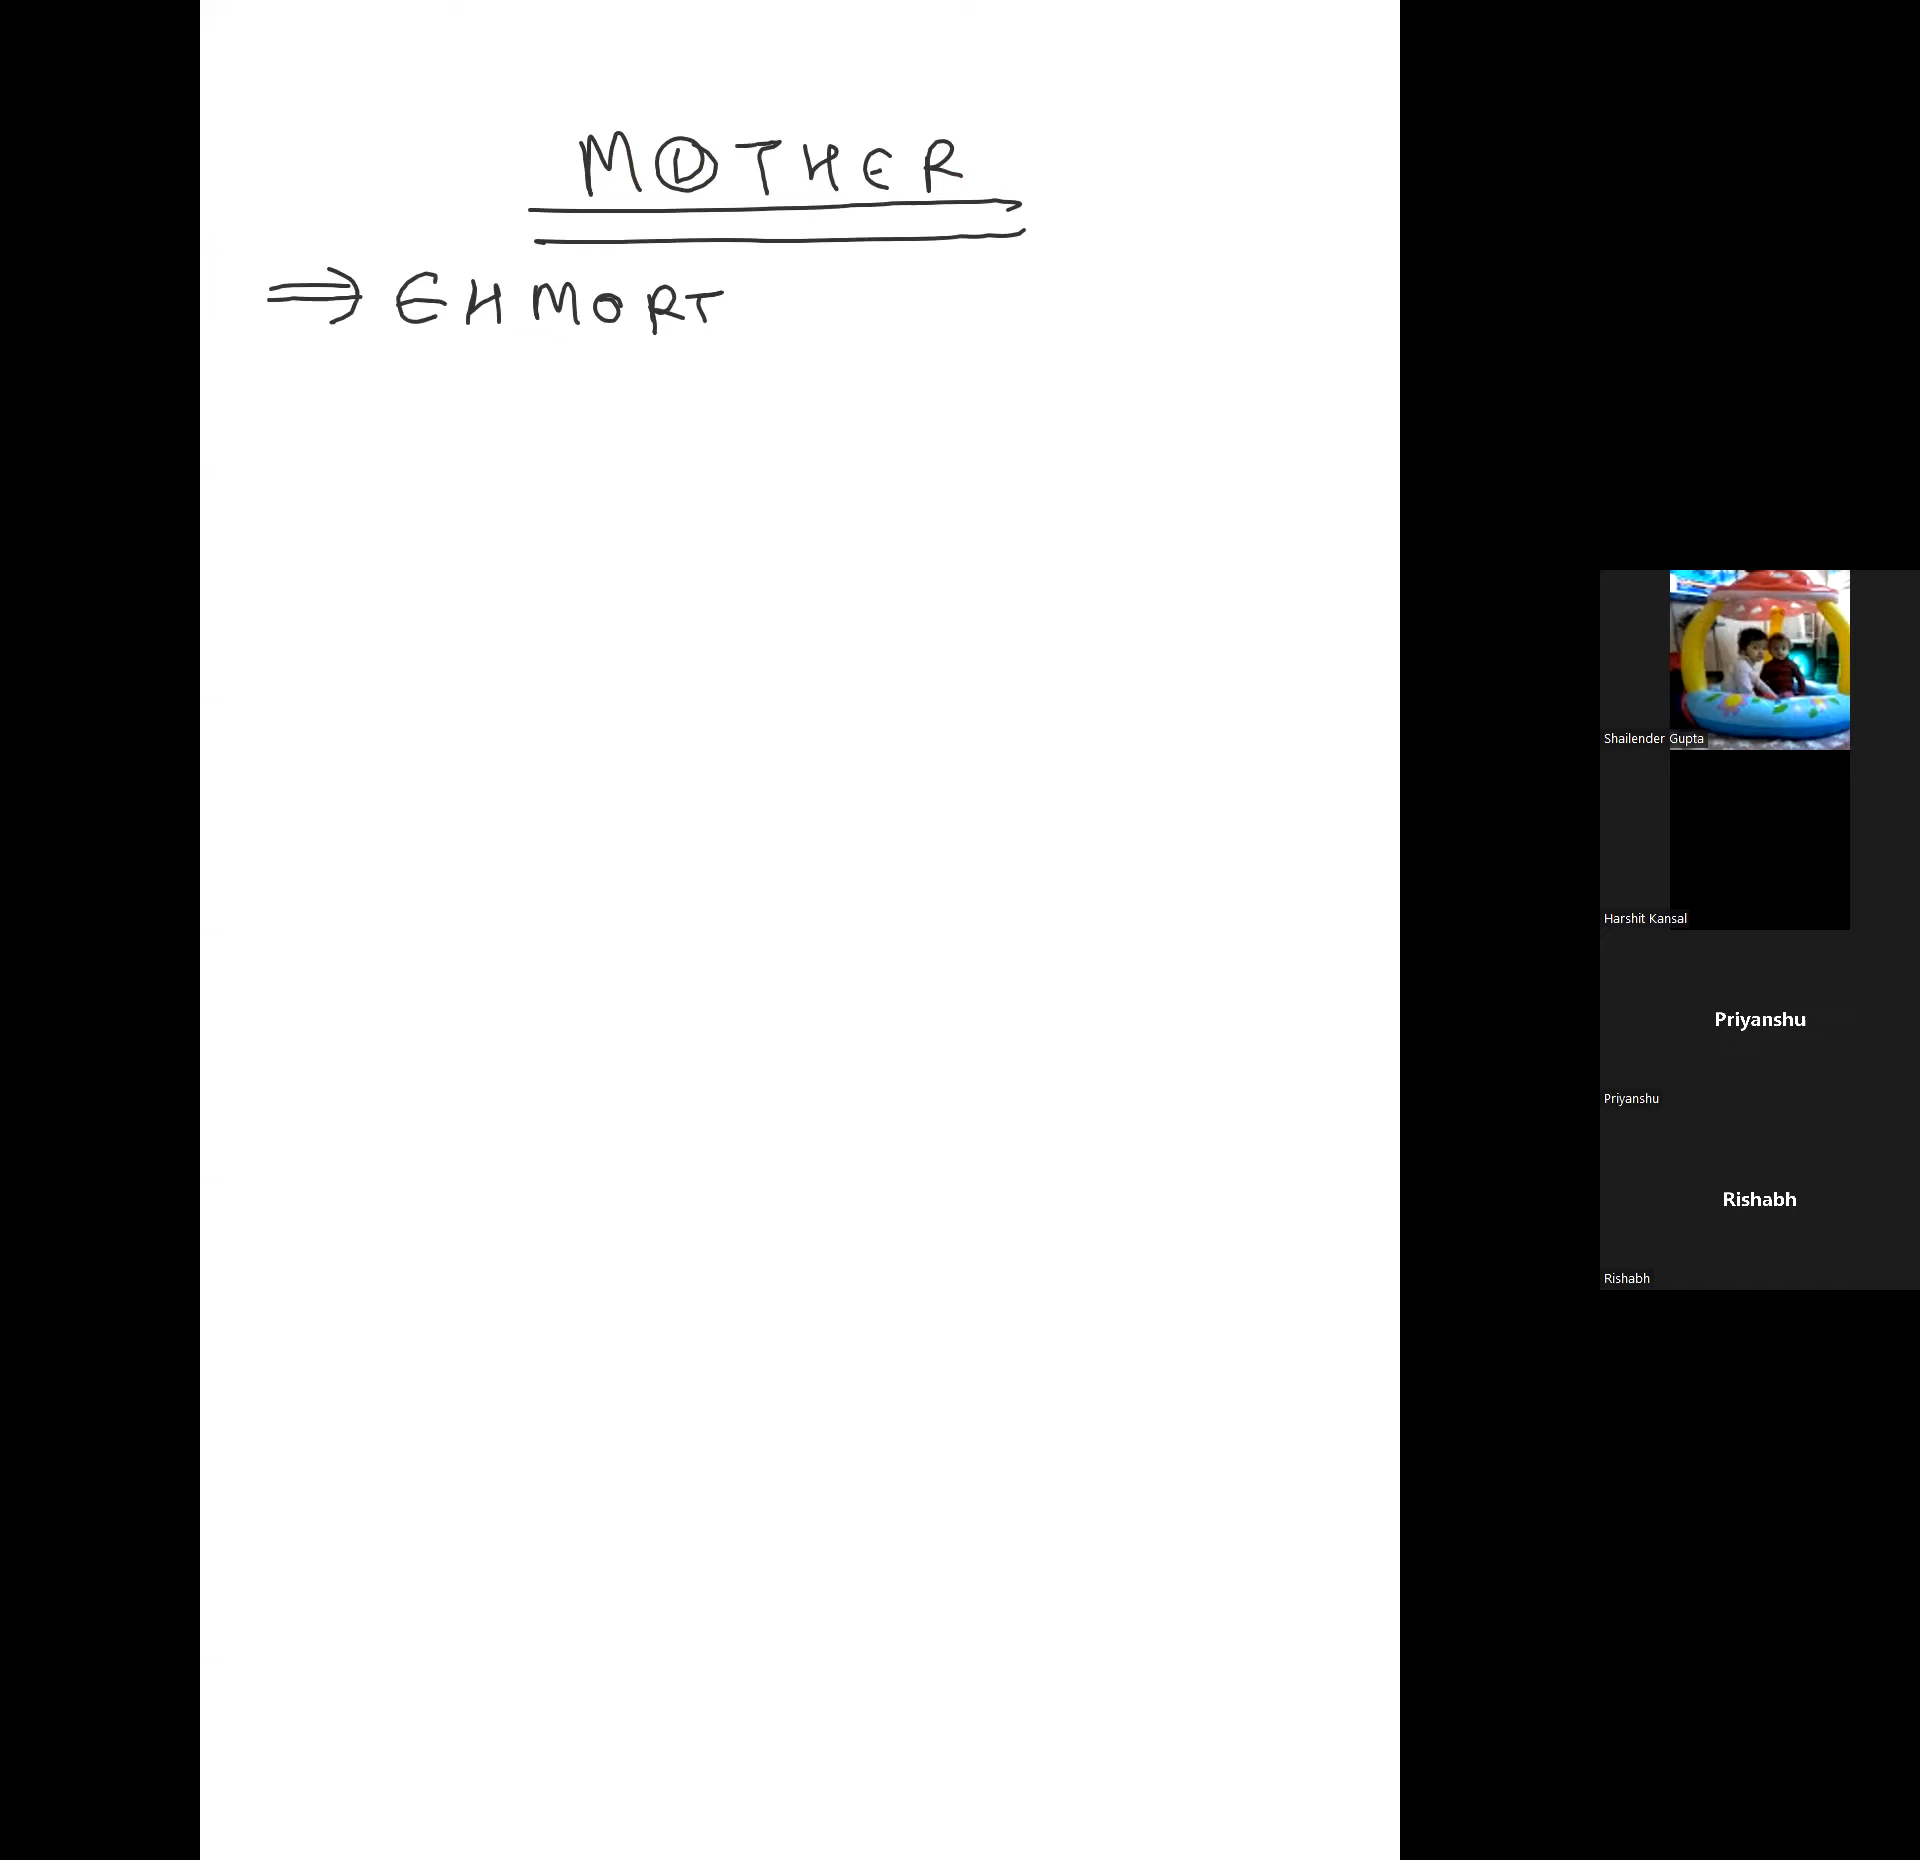 MOTHER
⇒ EHMORT
Shailender Gupta
Harshit Kansal
Priyanshu
Priyanshu
Rishabh
Rishabh